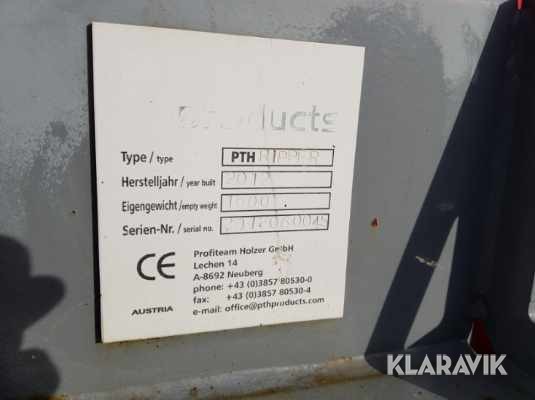 products
Type / type PTH RIPPER
Herstelljahr / year built
Eigengewicht / empty weight
Serien-Nr. / serial no.
CE
Profiteam Holzer GmbH
Lechen 14
A-8692 Neuberg
phone: +43 (0)3857 80530-0
fax: +43 (0)3857 80530-4
AUSTRIA e-mail: office@pthproducts.com
KLARAVIK